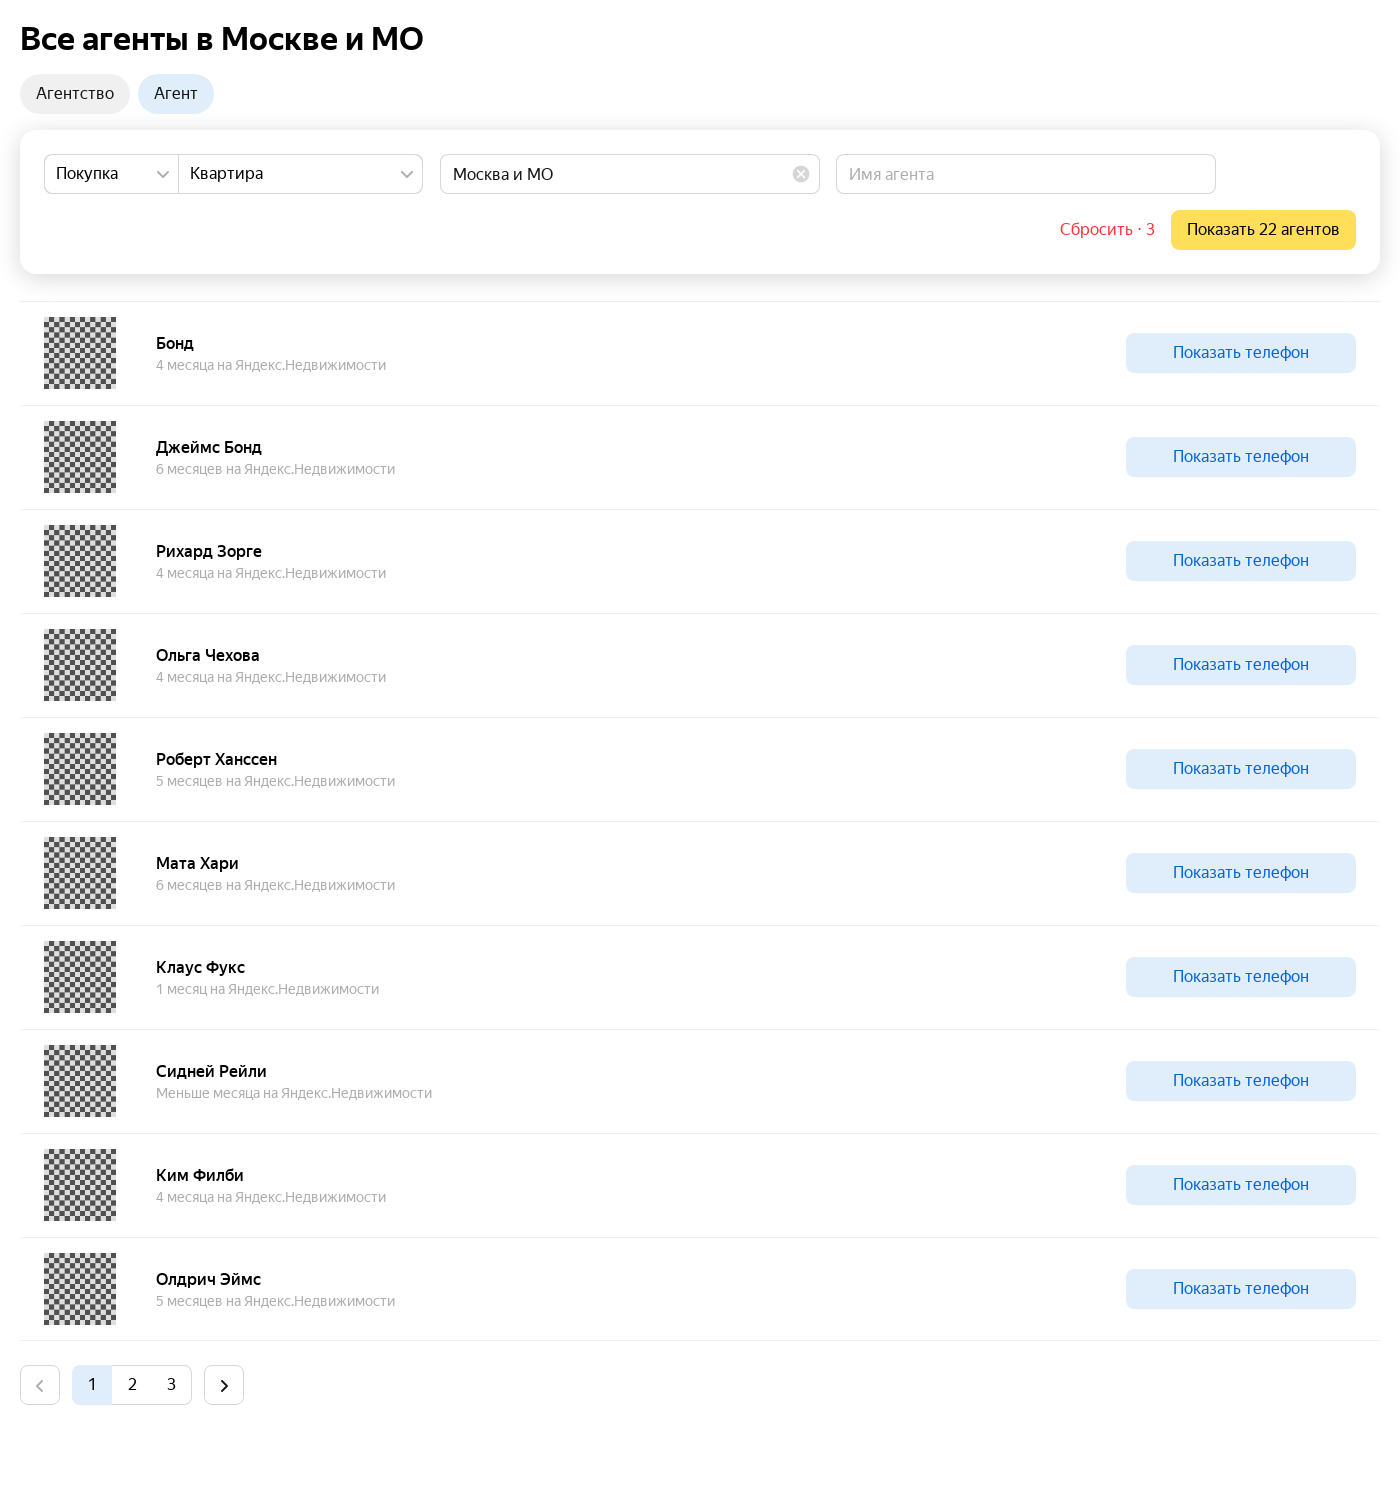 Все агенты в Москве и МО
Агентство Агент
Покупка Квартира Москва и МО Имя агента
Сбросить · 3 Показать 22 агентов
Бонд
4 месяца на Яндекс.Недвижимости
Показать телефон
Джеймс Бонд
6 месяцев на Яндекс.Недвижимости
Показать телефон
Рихард Зорге
4 месяца на Яндекс.Недвижимости
Показать телефон
Ольга Чехова
4 месяца на Яндекс.Недвижимости
Показать телефон
Роберт Ханссен
5 месяцев на Яндекс.Недвижимости
Показать телефон
Мата Хари
6 месяцев на Яндекс.Недвижимости
Показать телефон
Клаус Фукс
1 месяц на Яндекс.Недвижимости
Показать телефон
Сидней Рейли
Меньше месяца на Яндекс.Недвижимости
Показать телефон
Ким Филби
4 месяца на Яндекс.Недвижимости
Показать телефон
Олдрич Эймс
5 месяцев на Яндекс.Недвижимости
Показать телефон
1 2 3